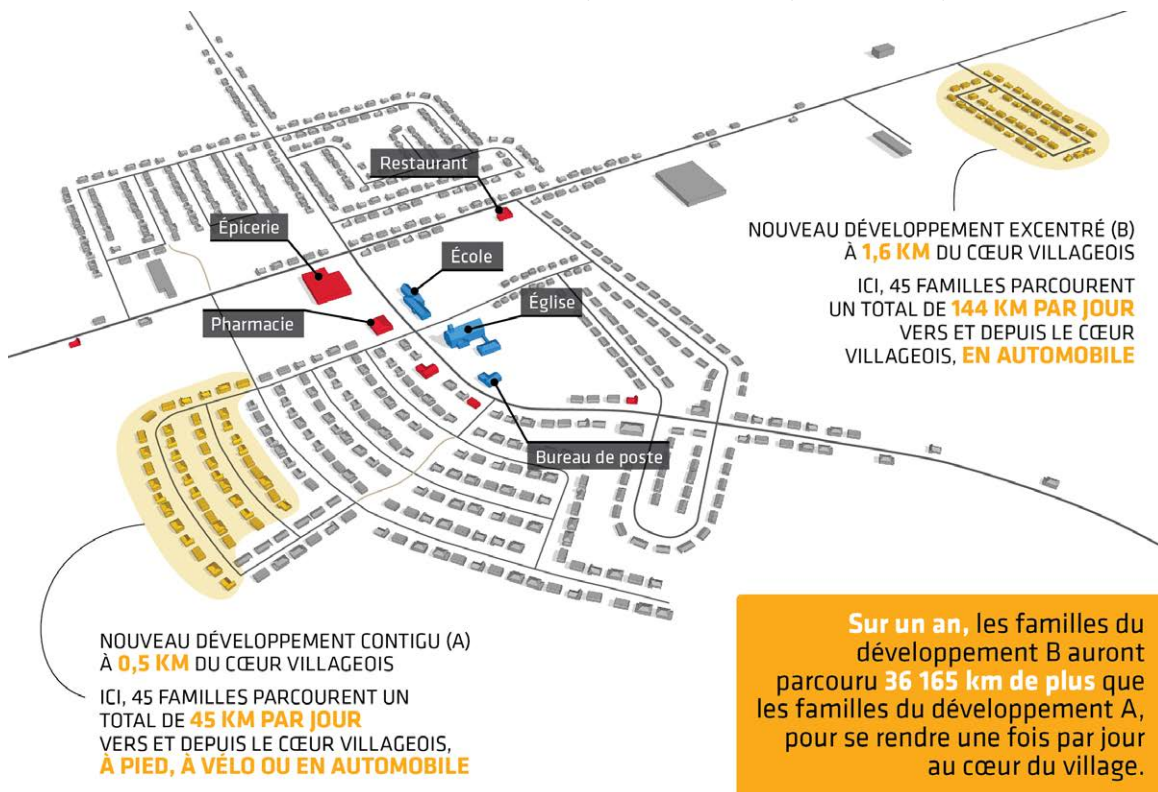 Restaurant
Épicerie
École
Église
Pharmacie
Bureau de poste
NOUVEAU DÉVELOPPEMENT EXCENTRÉ (B)
À 1,6 KM DU CŒUR VILLAGEOIS
ICI, 45 FAMILLES PARCOURENT
UN TOTAL DE 144 KM PAR JOUR
VERS ET DEPUIS LE CŒUR
VILLAGEOIS, EN AUTOMOBILE
NOUVEAU DÉVELOPPEMENT CONTIGU (A)
À 0,5 KM DU CŒUR VILLAGEOIS
ICI, 45 FAMILLES PARCOURENT UN
TOTAL DE 45 KM PAR JOUR
VERS ET DEPUIS LE CŒUR VILLAGEOIS,
À PIED, À VÉLO OU EN AUTOMOBILE
Sur un an, les familles du
développement B auront
parcouru 36 165 km de plus que
les familles du développement A,
pour se rendre une fois par jour
au cœur du village.